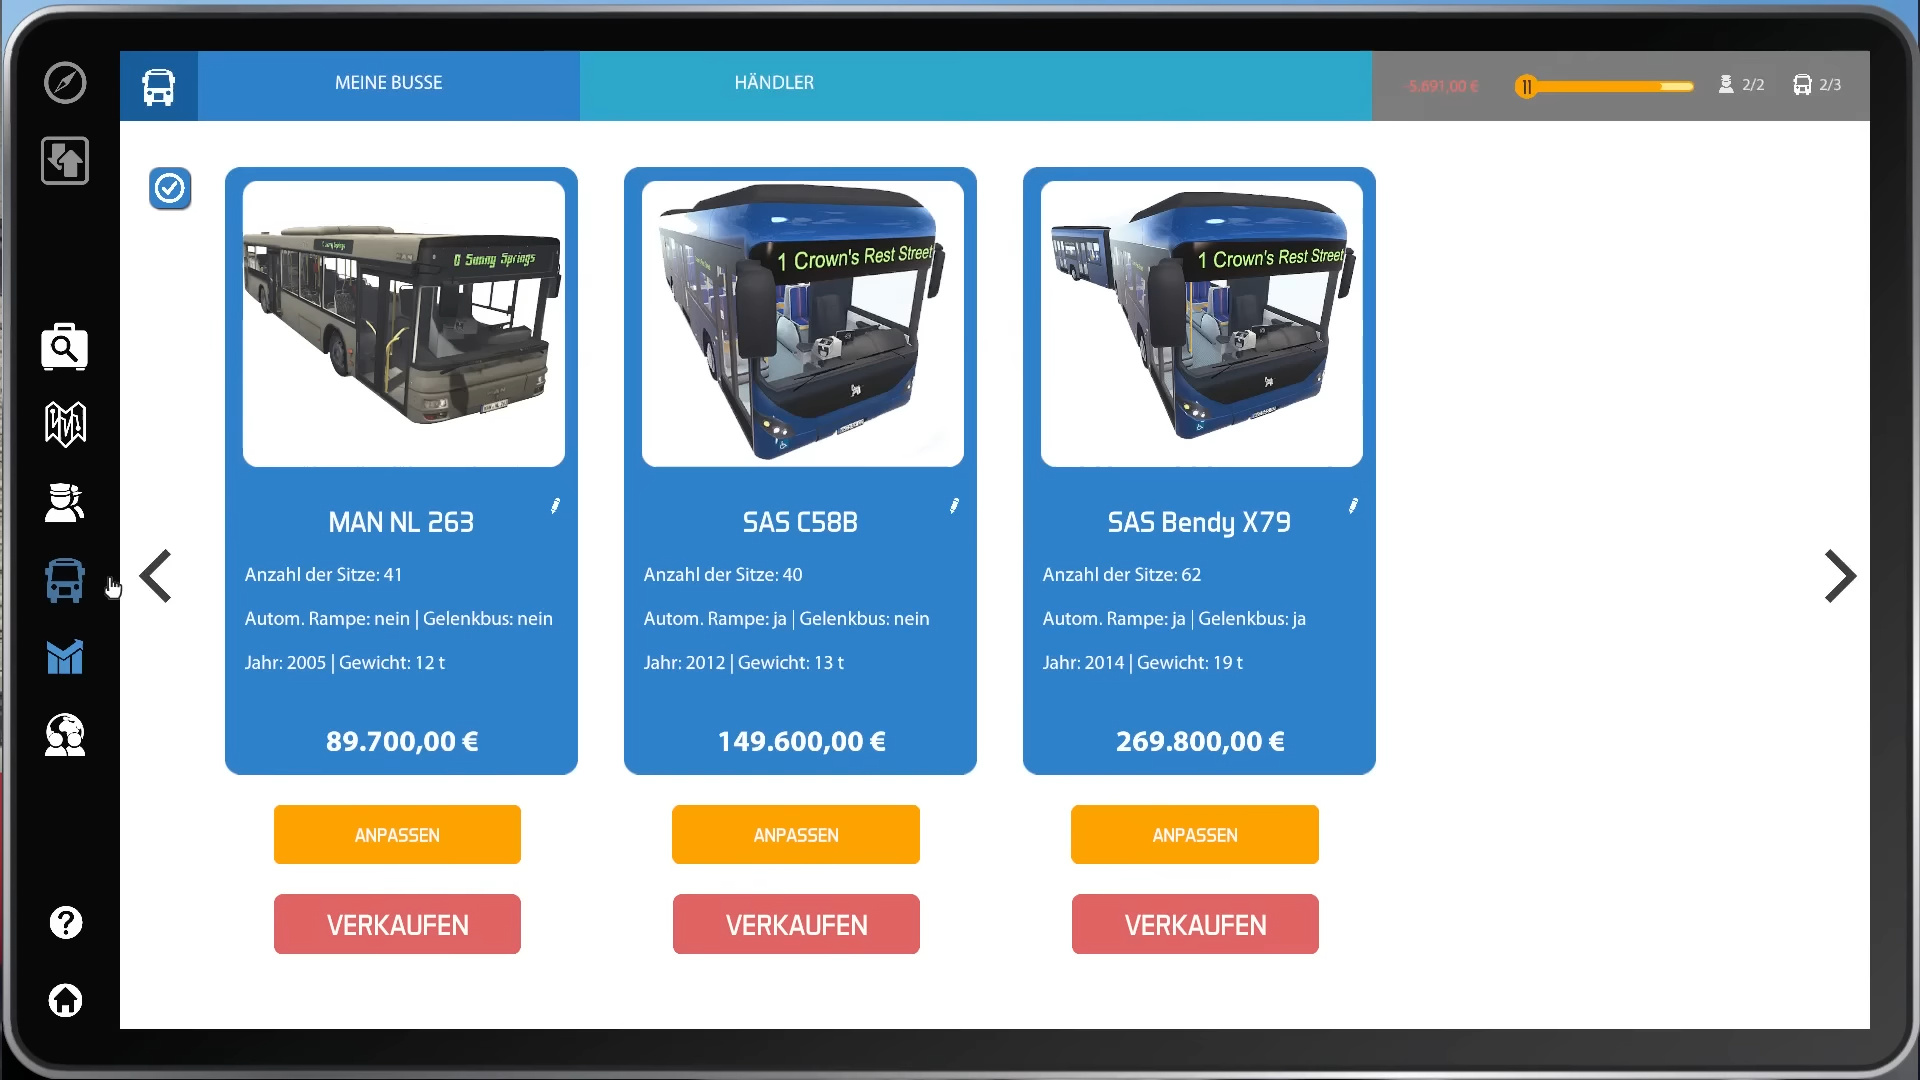 MEINE BUSSE
HÄNDLER
-5.691,00 €
11
2/2
2/3
0 Sunny Springs
1 Crown's Rest Street
1 Crown's Rest Street
MAN NL 263
Anzahl der Sitze: 41
Autom. Rampe: nein | Gelenkbus: nein
Jahr: 2005 | Gewicht: 12 t
89.700,00 €
ANPASSEN
VERKAUFEN
SAS C58B
Anzahl der Sitze: 40
Autom. Rampe: ja | Gelenkbus: nein
Jahr: 2012 | Gewicht: 13 t
149.600,00 €
ANPASSEN
VERKAUFEN
SAS Bendy X79
Anzahl der Sitze: 62
Autom. Rampe: ja | Gelenkbus: ja
Jahr: 2014 | Gewicht: 19 t
269.800,00 €
ANPASSEN
VERKAUFEN